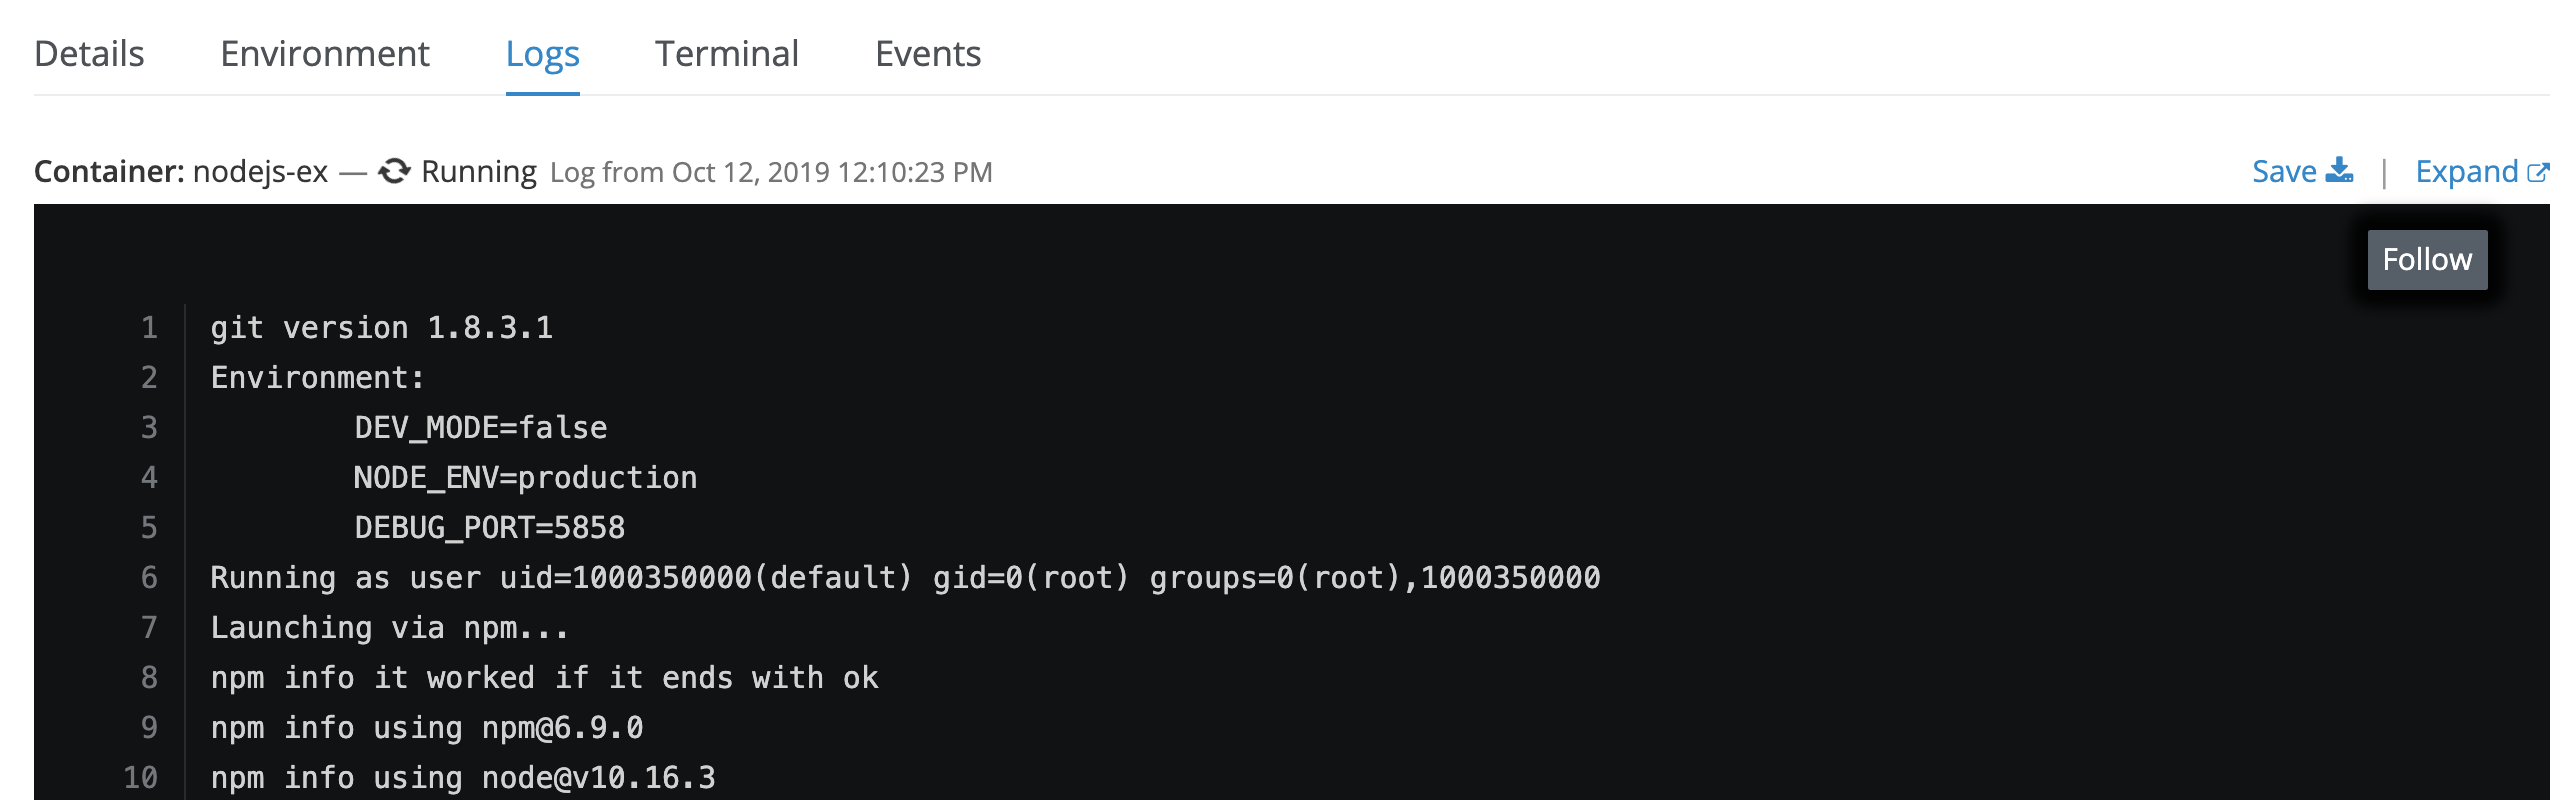 Details Environment Logs Terminal Events
Container: nodejs-ex — Running Log from Oct 12, 2019 12:10:23 PM Save | Expand
Follow
1 git version 1.8.3.1
2 Environment:
3 DEV_MODE=false
4 NODE_ENV=production
5 DEBUG_PORT=5858
6 Running as user uid=1000350000(default) gid=0(root) groups=0(root),1000350000
7 Launching via npm...
8 npm info it worked if it ends with ok
9 npm info using npm@6.9.0
10 npm info using node@v10.16.3